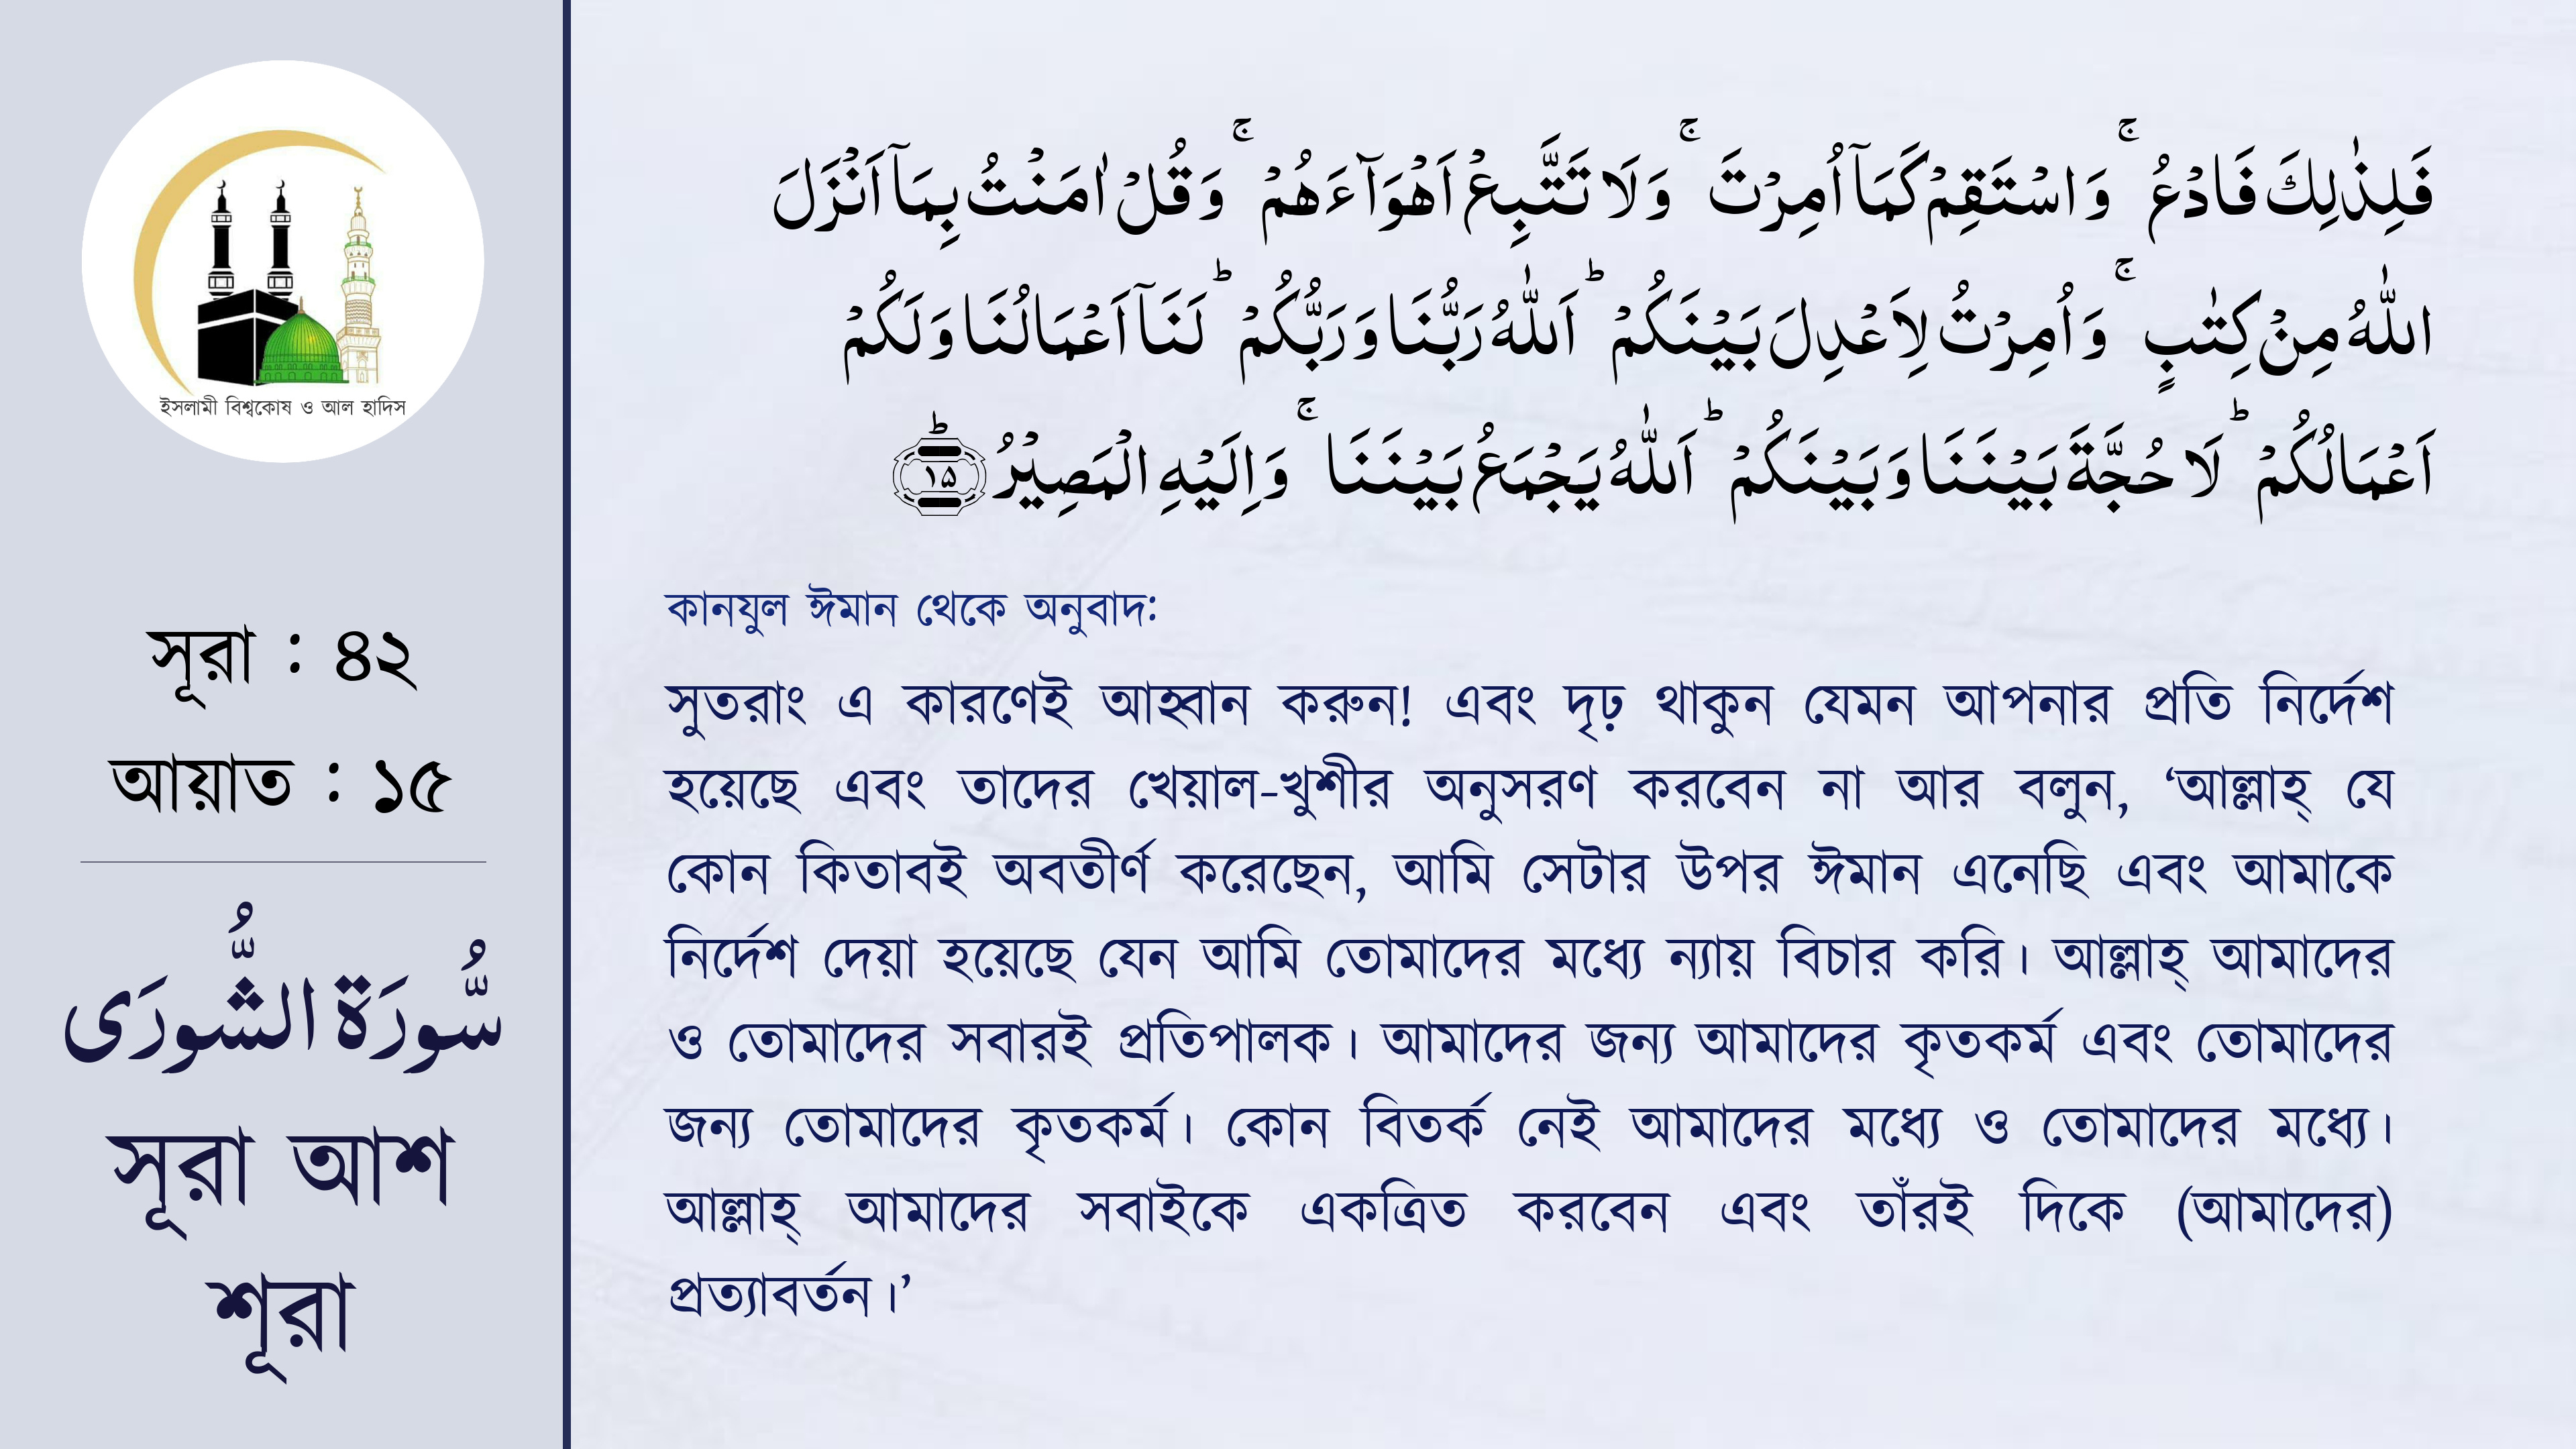 ইসলামী বিশ্বকোষ ও আল হাদিস
সূরা : ৪২
আয়াত : ১৫
سُّورَة الشُّورَى
সূরা আশ
শূরা
فَلِذٰلِكَ فَادْعُ ۚ وَ اسْتَقِمْ كَمَاۤ اُمِرْتَ ۚ وَ لَا تَتَّبِعْ اَهْوَآءَهُمْ ۚ وَ قُلْ اٰمَنْتُ بِمَاۤ اَنْزَلَ
اللّٰهُ مِنْ كِتٰبٍ ۚ وَ اُمِرْتُ لِاَعْدِلَ بَيْنَكُمْ ؕ اَللّٰهُ رَبُّنَا وَ رَبُّكُمْ ؕ لَنَاۤ اَعْمَالُنَا وَ لَكُمْ
اَعْمَالُكُمْ ؕ لَا حُجَّةَ بَيْنَنَا وَ بَيْنَكُمْ ؕ اَللّٰهُ يَجْمَعُ بَيْنَنَا ۚ وَ اِلَيْهِ الْمَصِيْرُ ؕ ۱۵
কানযুল ঈমান থেকে অনুবাদ:
সুতরাং এ কারণেই আহ্বান করুন! এবং দৃঢ় থাকুন যেমন আপনার প্রতি নির্দেশ
হয়েছে এবং তাদের খেয়াল-খুশীর অনুসরণ করবেন না আর বলুন, ‘আল্লাহ্ যে
কোন কিতাবই অবতীর্ণ করেছেন, আমি সেটার উপর ঈমান এনেছি এবং আমাকে
নির্দেশ দেয়া হয়েছে যেন আমি তোমাদের মধ্যে ন্যায় বিচার করি। আল্লাহ্ আমাদের
ও তোমাদের সবারই প্রতিপালক। আমাদের জন্য আমাদের কৃতকর্ম এবং তোমাদের
জন্য তোমাদের কৃতকর্ম। কোন বিতর্ক নেই আমাদের মধ্যে ও তোমাদের মধ্যে।
আল্লাহ্ আমাদের সবাইকে একত্রিত করবেন এবং তাঁরই দিকে (আমাদের)
প্রত্যাবর্তন।’